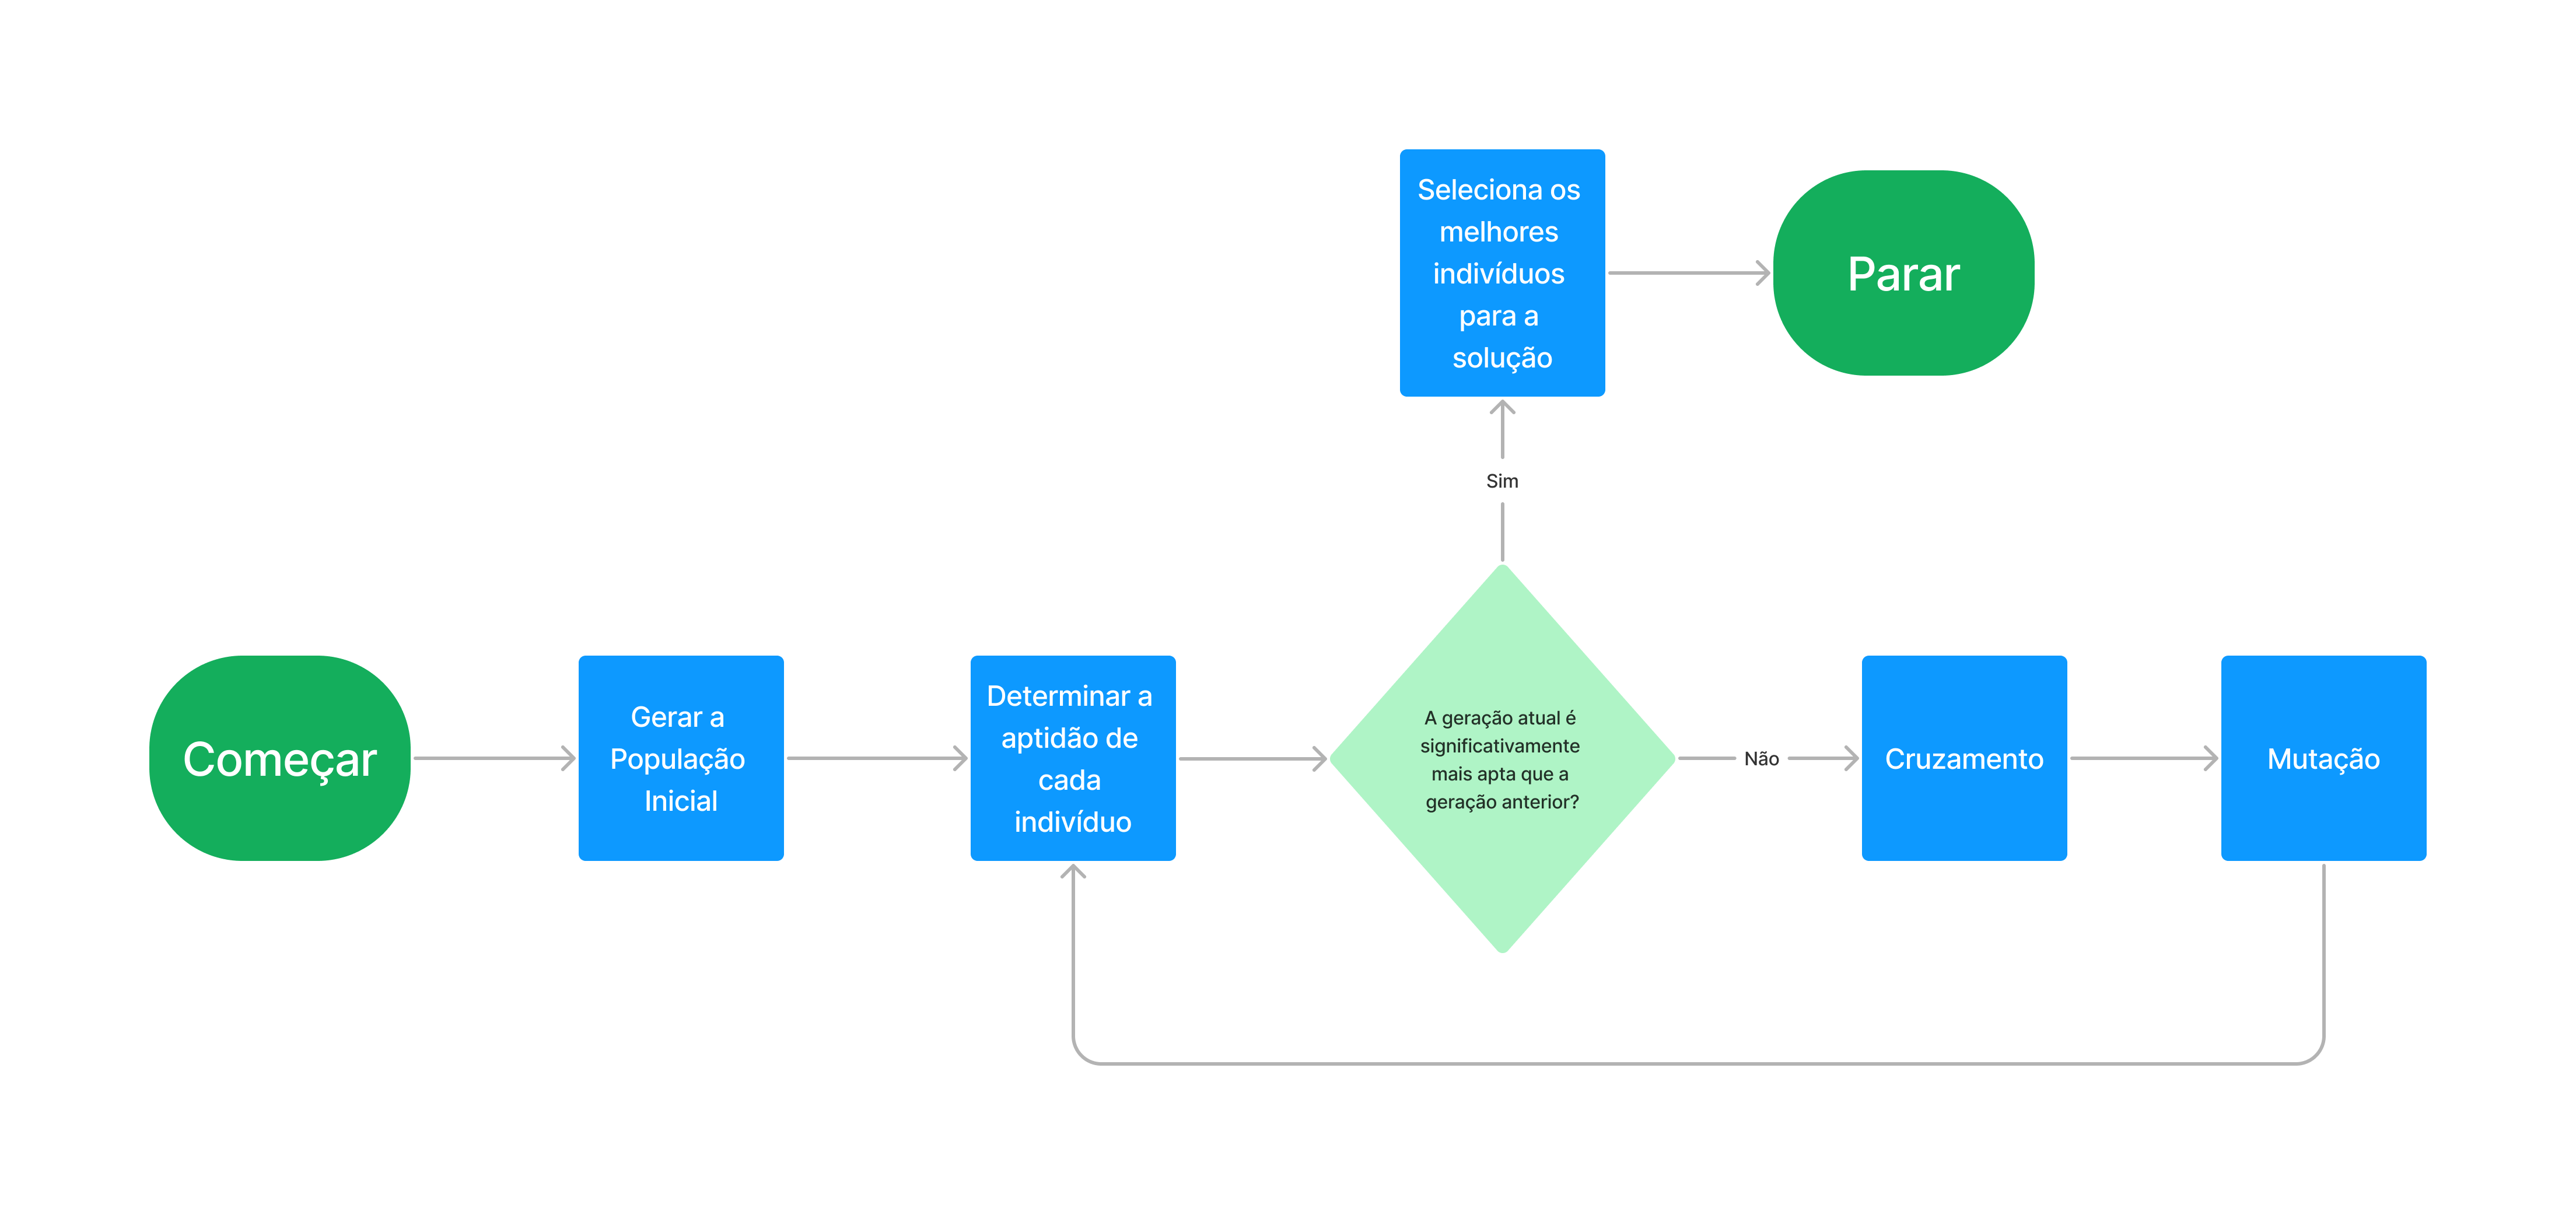 Seleciona os
melhores
indivíduos
para a
solução
Parar
Sim
Começar
Gerar a
População
Inicial
Determinar a
aptidão de
cada
indivíduo
A geração atual é
significativamente
mais apta que a
geração anterior?
Não
Cruzamento
Mutação